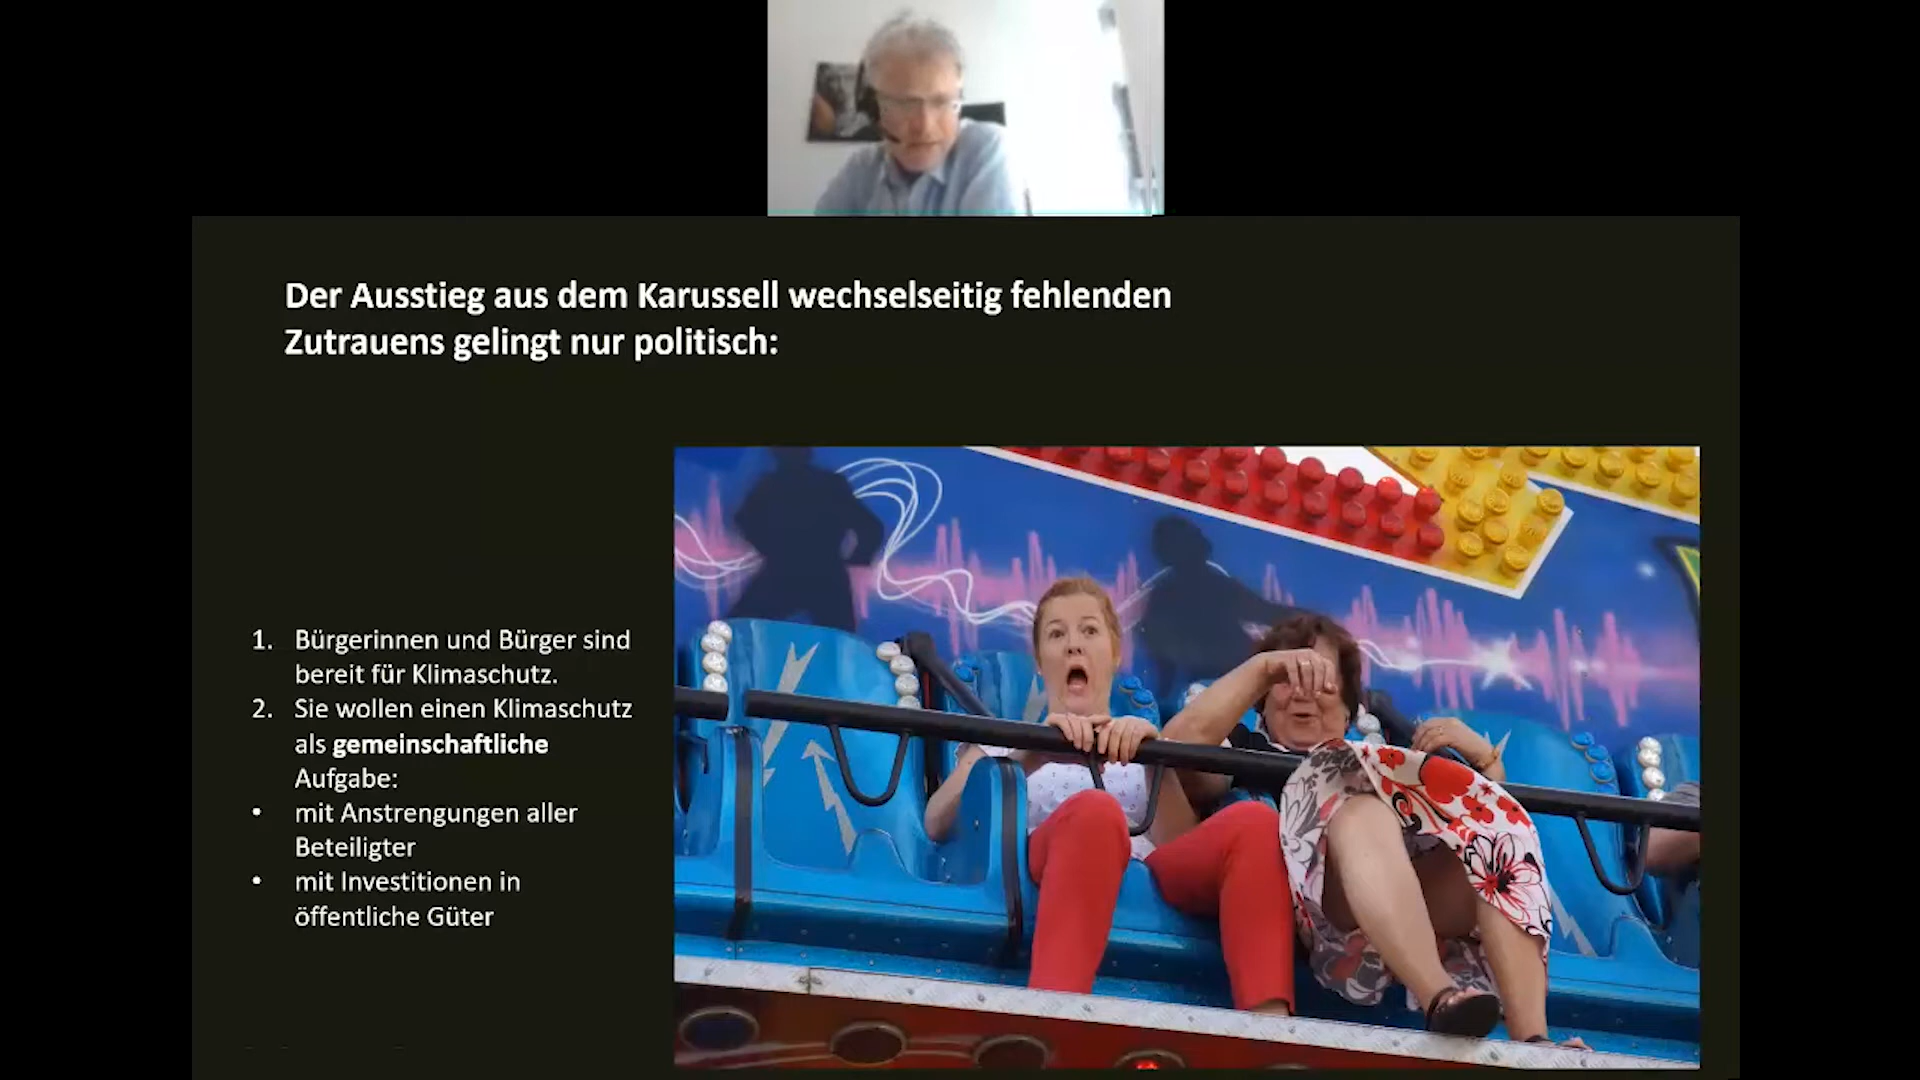 Der Ausstieg aus dem Karussell wechselseitig fehlenden
Zutrauens gelingt nur politisch:
1. Bürgerinnen und Bürger sind
bereit für Klimaschutz.
2. Sie wollen einen Klimaschutz
als gemeinschaftliche
Aufgabe:
• mit Anstrengungen aller
Beteiligter
• mit Investitionen in
öffentliche Güter